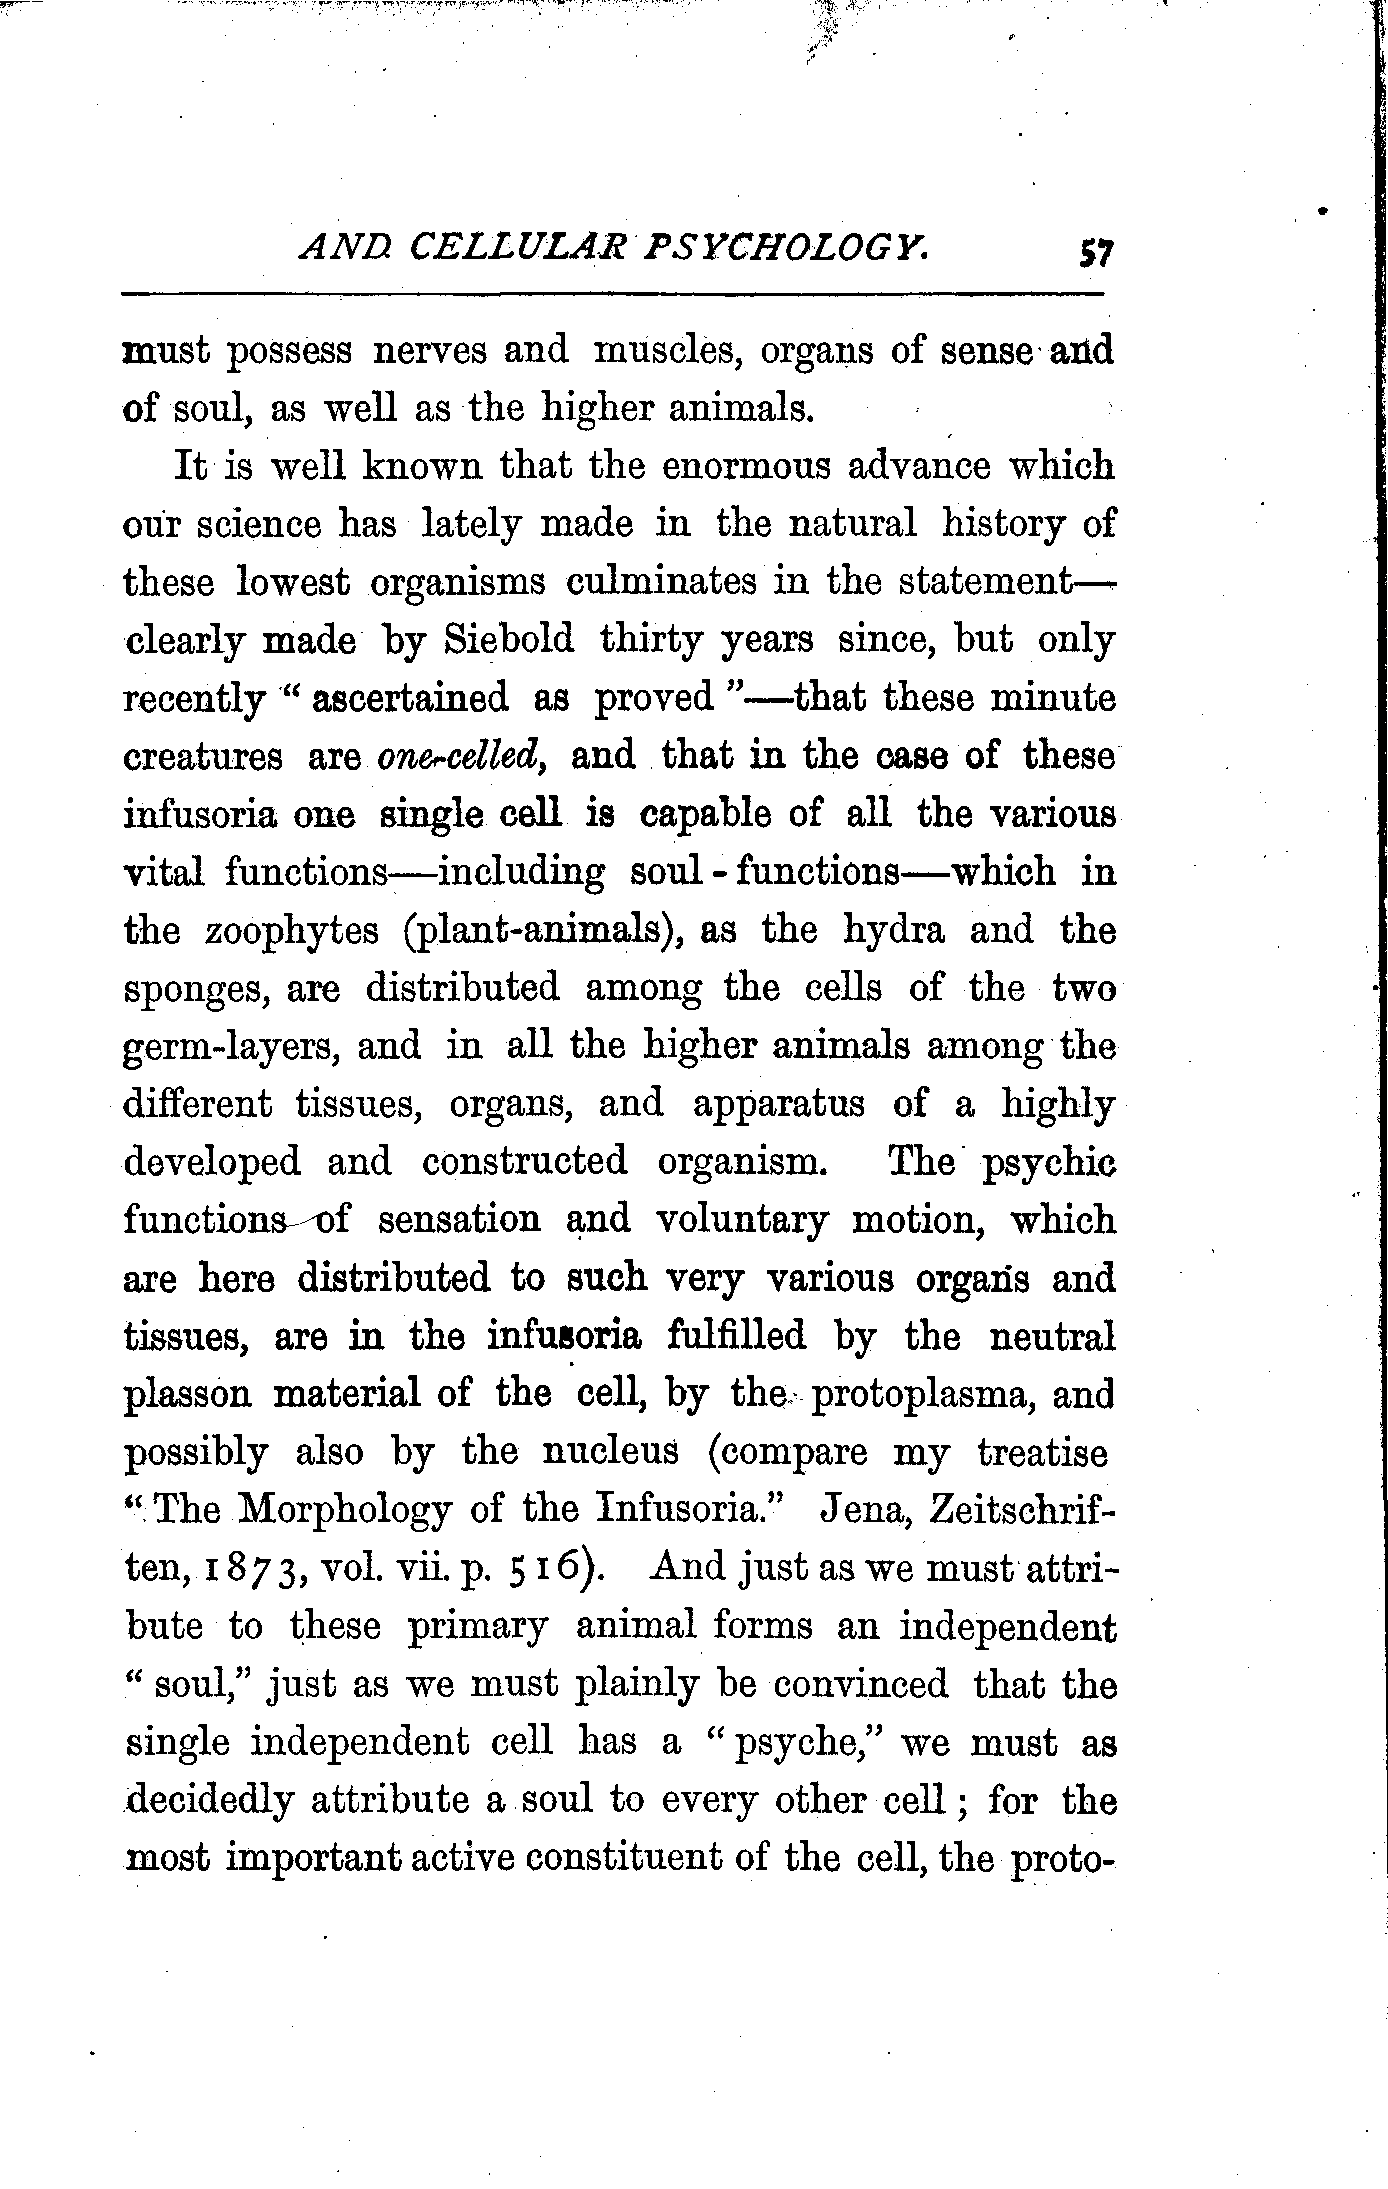 AND CELLULAR PSYCHOLOGY. 57
must possess nerves and muscles, organs of sense and
of soul, as well as the higher animals.
It is well known that the enormous advance which
our science has lately made in the natural history of
these lowest organisms culminates in the statement—
clearly made by Siebold thirty years since, but only
recently “ ascertained as proved ”—that these minute
creatures are one-celled, and that in the case of these
infusoria one single cell is capable of all the various
vital functions—including soul-functions—which in
the zoophytes (plant-animals), as the hydra and the
sponges, are distributed among the cells of the two
germ-layers, and in all the higher animals among the
different tissues, organs, and apparatus of a highly
developed and constructed organism. The psychic
functions of sensation and voluntary motion, which
are here distributed to such very various organs and
tissues, are in the infusoria fulfilled by the neutral
plasson material of the cell, by the protoplasma, and
possibly also by the nucleus (compare my treatise
“ The Morphology of the Infusoria.” Jena, Zeitschrif-
ten, 1873, vol. vii. p. 516). And just as we must attri-
bute to these primary animal forms an independent
“ soul,” just as we must plainly be convinced that the
single independent cell has a “ psyche,” we must as
decidedly attribute a soul to every other cell ; for the
most important active constituent of the cell, the proto-